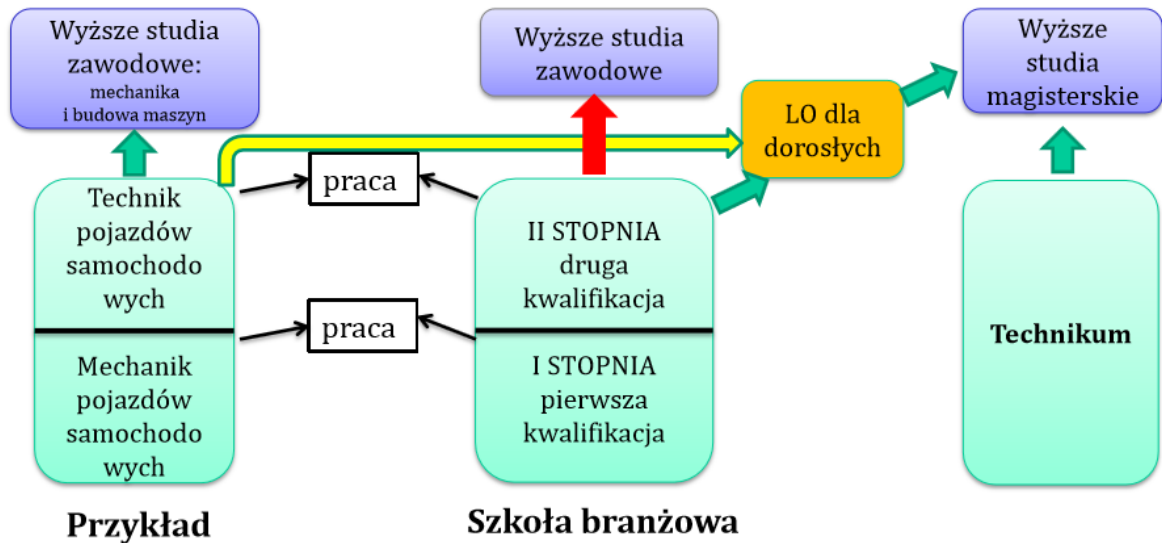 Wyższe studia
zawodowe:
mechanika
i budowa maszyn
Wyższe studia
zawodowe
LO dla
dorosłych
Wyższe
studia
magisterskie
Technik
pojazdów
samochodo
wych
praca
II STOPNIA
druga
kwalifikacja
praca
Mechanik
pojazdów
samochodo
wych
I STOPNIA
pierwsza
kwalifikacja
Technikum
Przykład
Szkoła branżowa